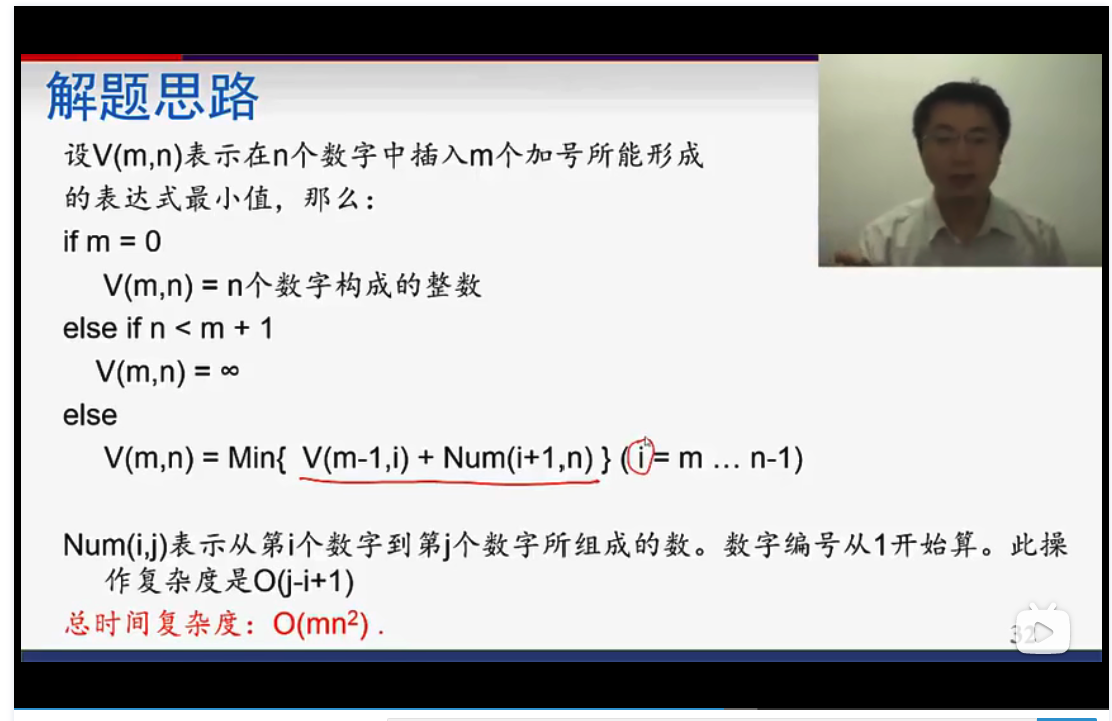 解题思路
设V(m,n)表示在n个数字中插入m个加号所能形成
的表达式最小值，那么：
if m = 0
V(m,n) = n个数字构成的整数
else if n < m + 1
V(m,n) = ∞
else
V(m,n) = Min{ V(m-1,i) + Num(i+1,n) } ( i = m … n-1)
Num(i,j)表示从第i个数字到第j个数字所组成的数。数字编号从1开始算。此操
作复杂度是O(j-i+1)
总时间复杂度：O(mn²) .
32